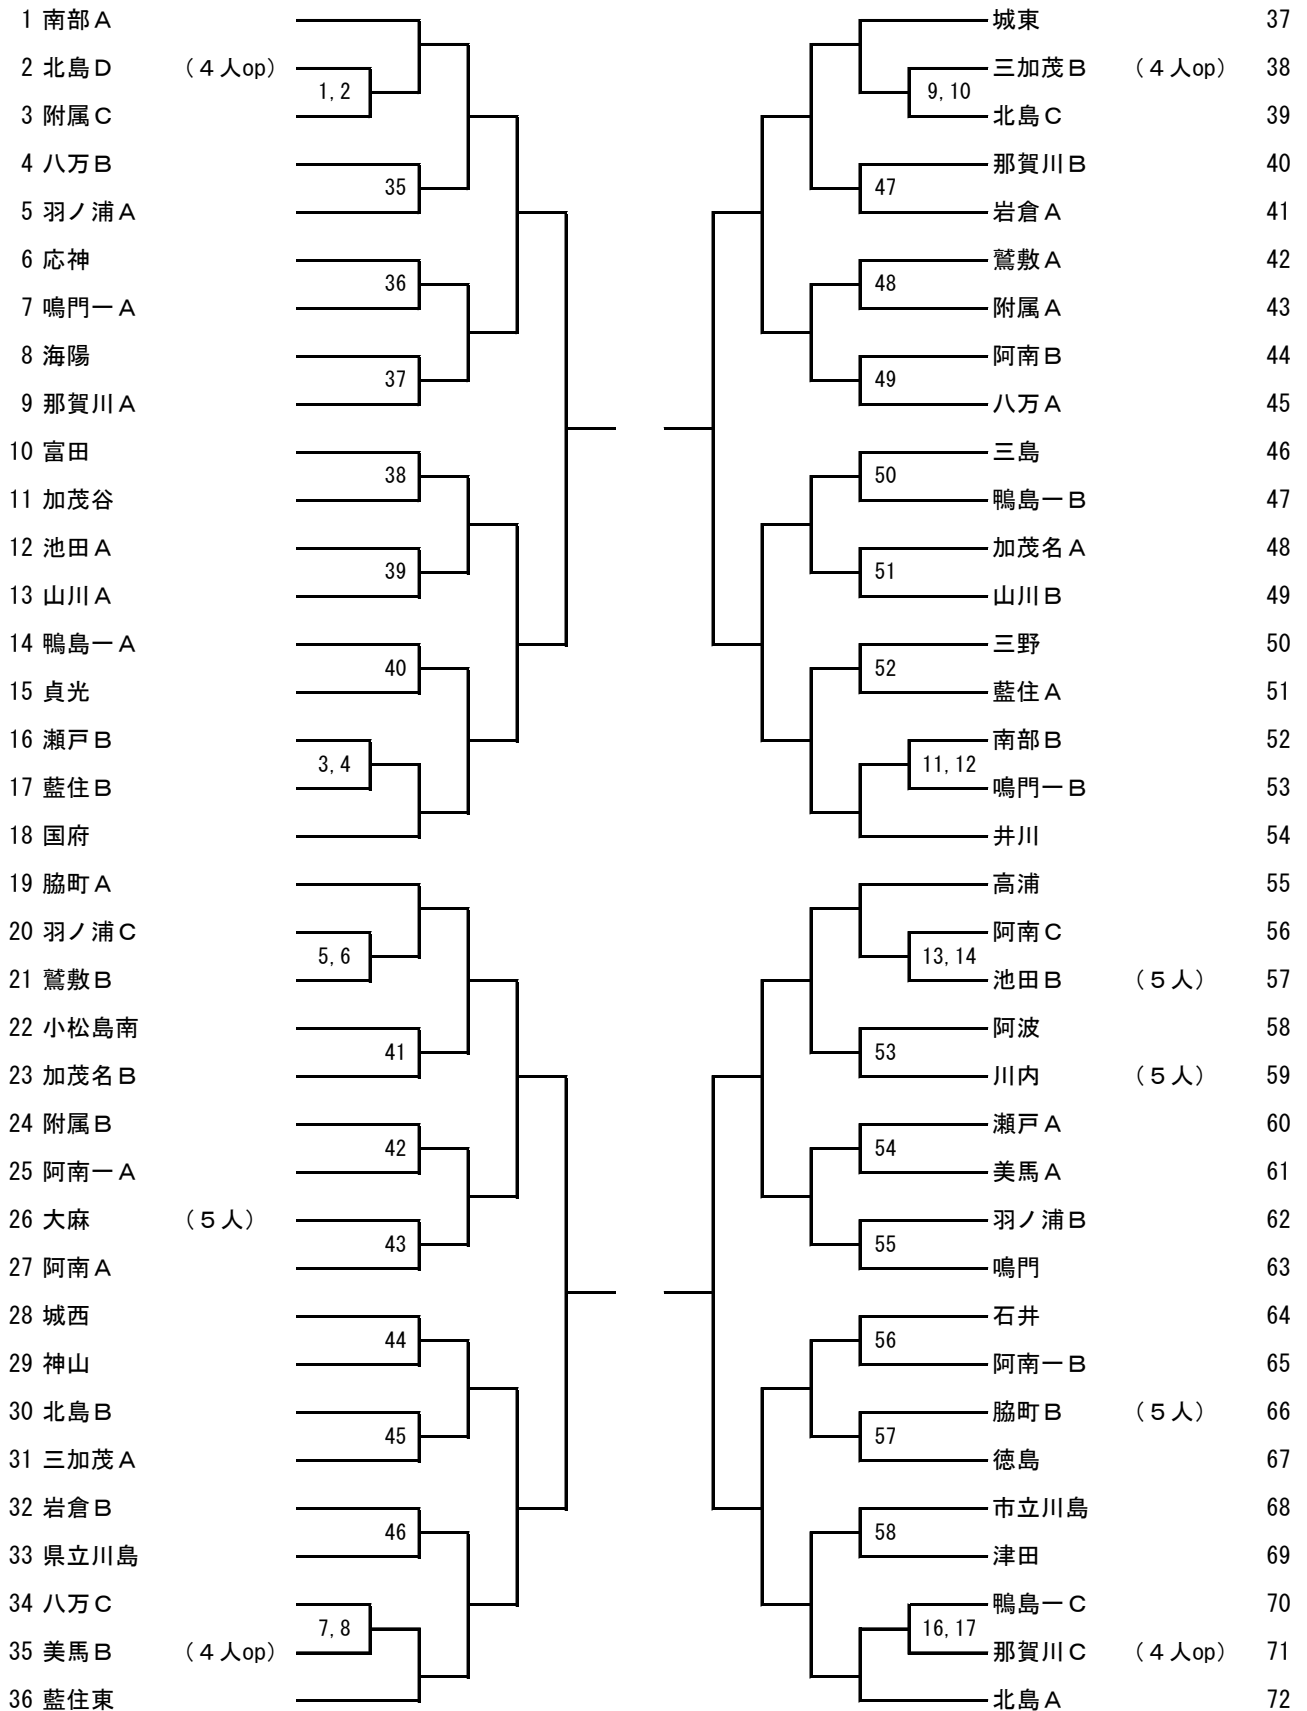 1 南部Ａ
2 北島Ｄ （４人op）
1, 2
3 附属Ｃ
4 八万Ｂ
35
5 羽ノ浦Ａ
6 応神
36
7 鳴門一Ａ
8 海陽
37
9 那賀川Ａ
10 富田
38
11 加茂谷
12 池田Ａ
39
13 山川Ａ
14 鴨島一Ａ
40
15 貞光
16 瀬戸Ｂ
3, 4
17 藍住Ｂ
18 国府
19 脇町Ａ
20 羽ノ浦Ｃ
5, 6
21 鷲敷Ｂ
22 小松島南
41
23 加茂名Ｂ
24 附属Ｂ
42
25 阿南一Ａ
26 大麻 （５人）
43
27 阿南Ａ
28 城西
44
29 神山
30 北島Ｂ
45
31 三加茂Ａ
32 岩倉Ｂ
46
33 県立川島
34 八万Ｃ
7, 8
35 美馬Ｂ （４人op）
36 藍住東
城東 37
三加茂Ｂ （４人op） 38
9, 10
北島Ｃ 39
那賀川Ｂ 40
47
岩倉Ａ 41
鷲敷Ａ 42
48
附属Ａ 43
阿南Ｂ 44
49
八万Ａ 45
三島 46
50
鴨島一Ｂ 47
加茂名Ａ 48
51
山川Ｂ 49
三野 50
52
藍住Ａ 51
南部Ｂ 52
11, 12
鳴門一Ｂ 53
井川 54
高浦 55
阿南Ｃ 56
13, 14
池田Ｂ （５人） 57
阿波 58
53
川内 （５人） 59
瀬戸Ａ 60
54
美馬Ａ 61
羽ノ浦Ｂ 62
55
鳴門 63
石井 64
56
阿南一Ｂ 65
脇町Ｂ （５人） 66
57
徳島 67
市立川島 68
58
津田 69
鴨島一Ｃ 70
16, 17
那賀川Ｃ （４人op） 71
北島Ａ 72